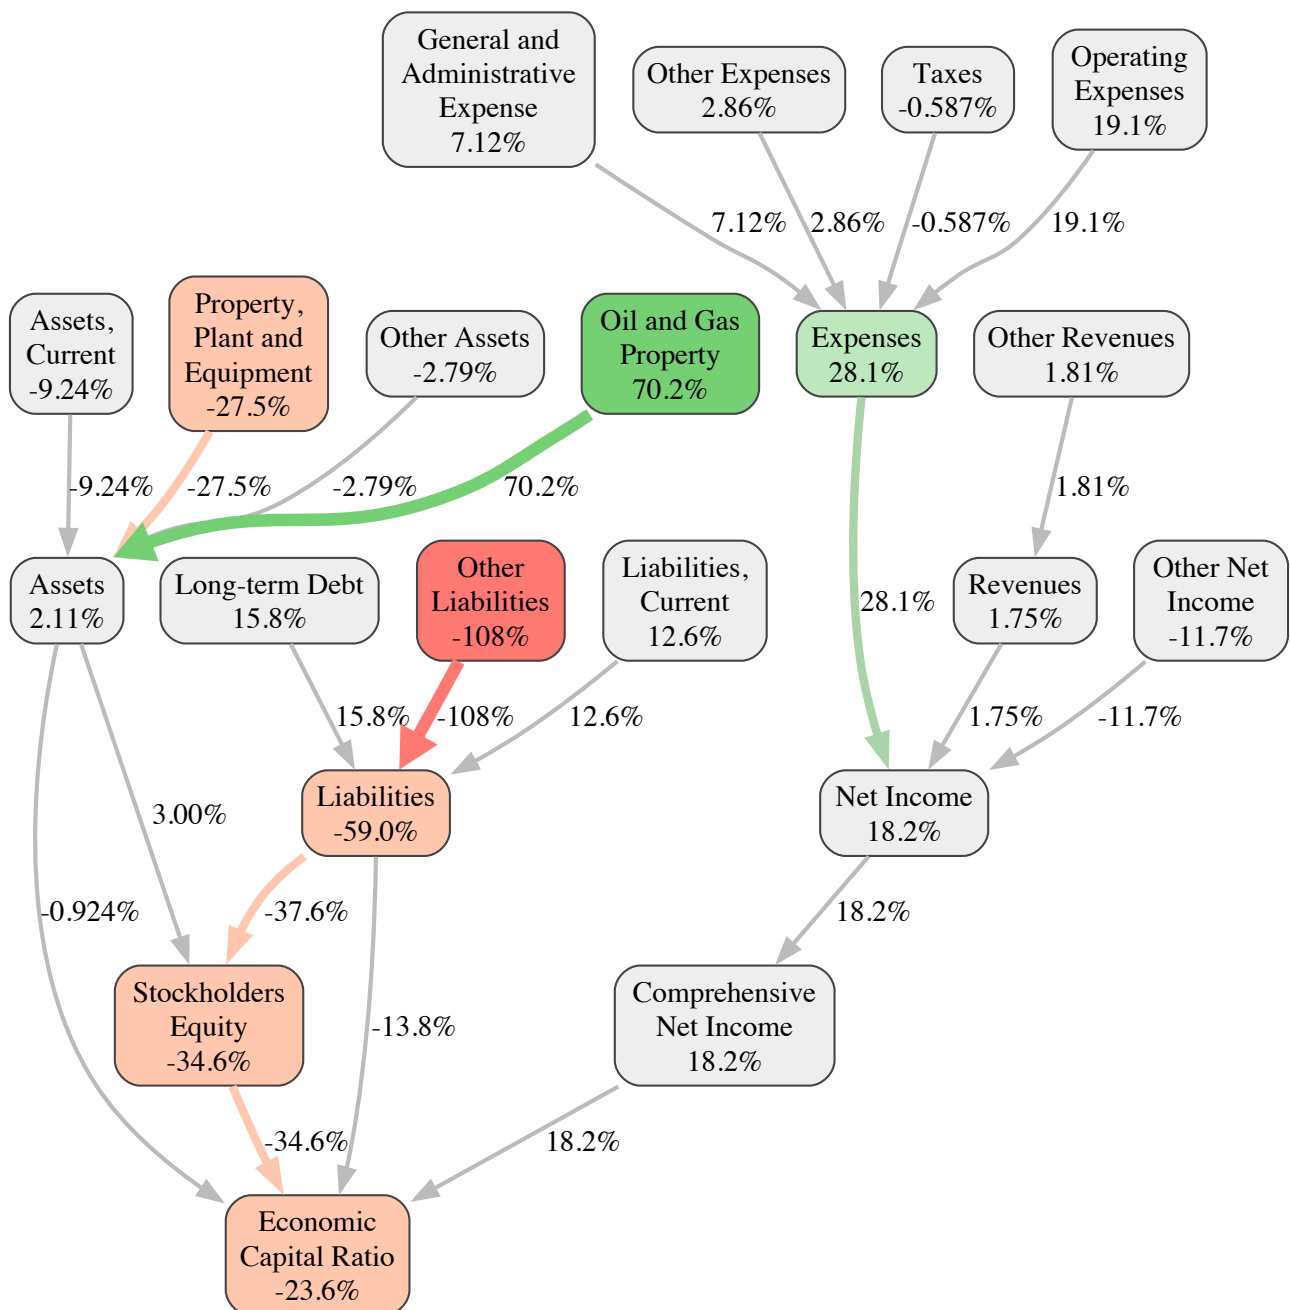 General and
Administrative
Expense
7.12%
Other Expenses
2.86%
Taxes
-0.587%
Operating
Expenses
19.1%
7.12%
2.86%
-0.587%
19.1%
Assets,
Current
-9.24%
Property,
Plant and
Equipment
-27.5%
Other Assets
-2.79%
Oil and Gas
Property
70.2%
Expenses
28.1%
Other Revenues
1.81%
-9.24%
-27.5%
-2.79%
70.2%
1.81%
Assets
2.11%
Long-term Debt
15.8%
Other
Liabilities
-108%
Liabilities,
Current
12.6%
28.1%
Revenues
1.75%
Other Net
Income
-11.7%
15.8%
-108%
12.6%
1.75%
-11.7%
3.00%
Liabilities
-59.0%
Net Income
18.2%
-0.924%
-37.6%
18.2%
Stockholders
Equity
-34.6%
-13.8%
Comprehensive
Net Income
18.2%
-34.6%
18.2%
Economic
Capital Ratio
-23.6%